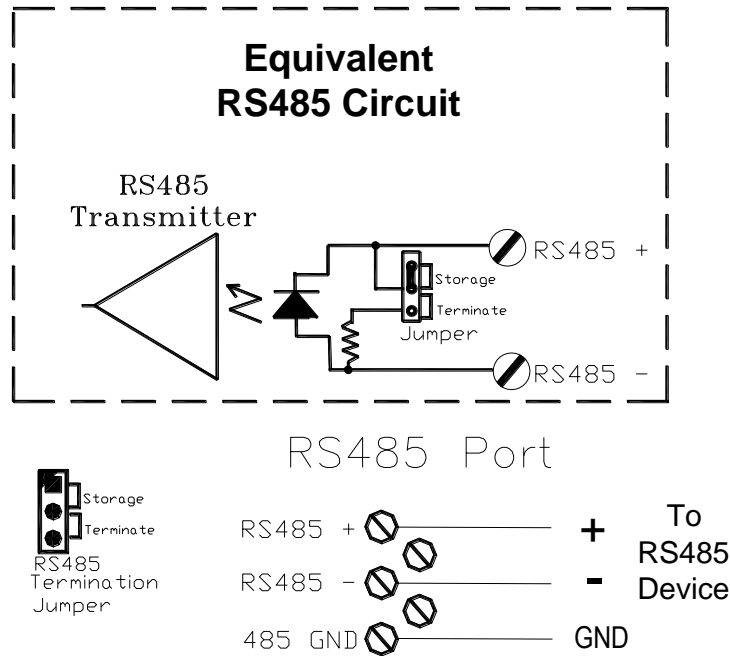 Equivalent
RS485 Circuit
RS485
Transmitter
RS485 +
Storage
Terminate
Jumper
RS485 -
RS485 Port
Storage
Terminate
RS485
Termination
Jumper
RS485 +
RS485 -
485 GND
+
-
GND
To
RS485
Device